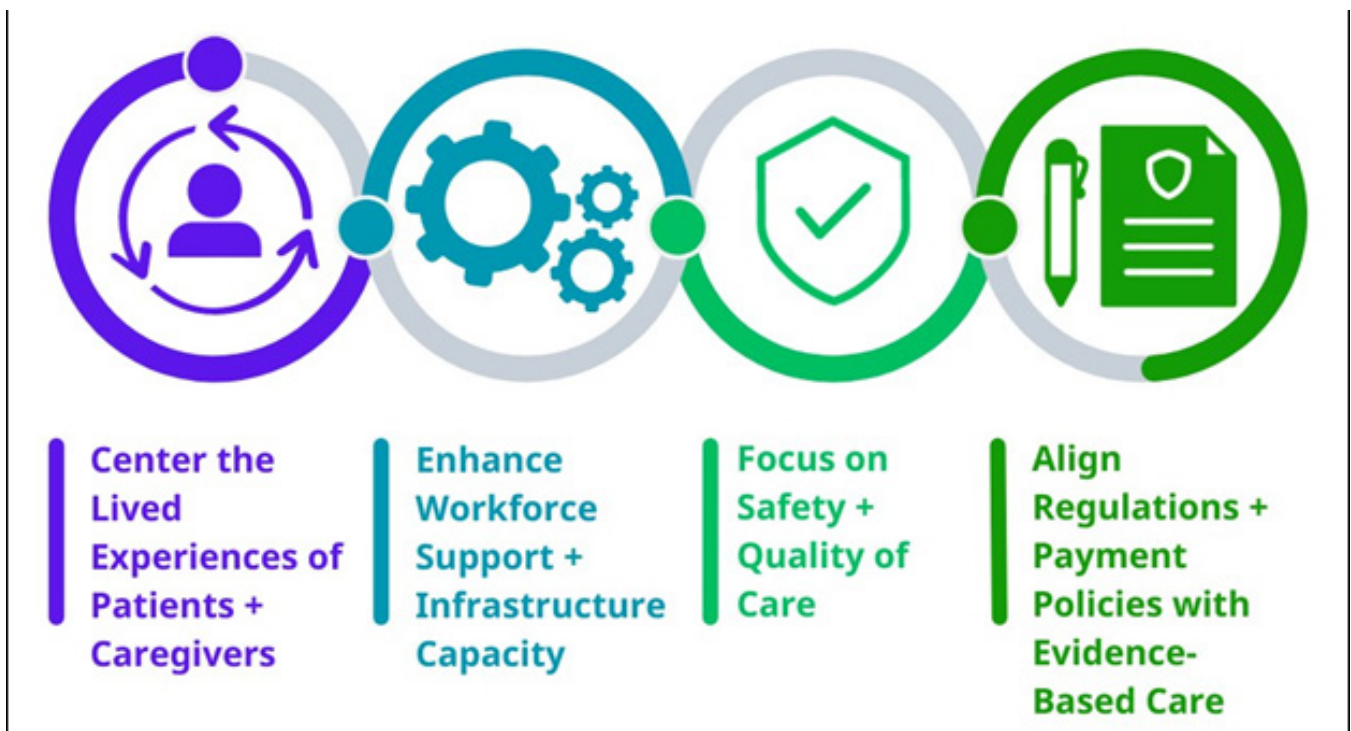 Center the
Lived
Experiences of
Patients +
Caregivers
Enhance
Workforce
Support +
Infrastructure
Capacity
Focus on
Safety +
Quality of
Care
Align
Regulations +
Payment
Policies with
Evidence-
Based Care